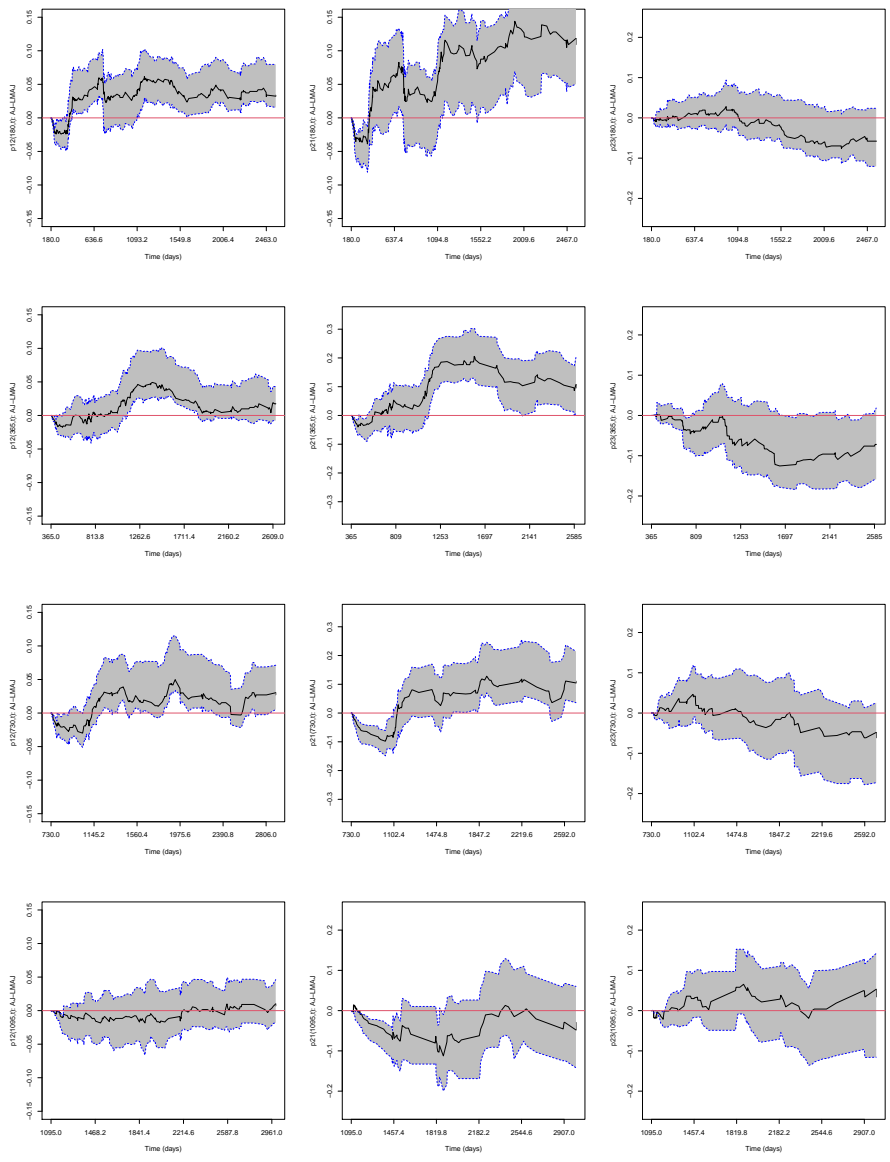 p12(180,t): AJ-LMAJ
0.15
0.10
0.05
0.00
−0.05
−0.10
−0.15
180.0 636.6 1093.2 1549.8 2006.4 2463.0
Time (days)
p21(180,t): AJ-LMAJ
0.15
0.10
0.05
0.00
−0.05
−0.10
−0.15
180.0 637.4 1094.8 1552.2 2009.6 2467.0
Time (days)
p23(180,t): AJ-LMAJ
0.2
0.1
0.0
−0.1
−0.2
180.0 637.4 1094.8 1552.2 2009.6 2467.0
Time (days)
p12(365,t): AJ-LMAJ
0.15
0.10
0.05
0.00
−0.05
−0.10
−0.15
365.0 813.8 1262.6 1711.4 2160.2 2609.0
Time (days)
p21(365,t): AJ-LMAJ
0.3
0.2
0.1
0.0
−0.1
−0.2
−0.3
365 809 1253 1697 2141 2585
Time (days)
p23(365,t): AJ-LMAJ
0.2
0.1
0.0
−0.1
−0.2
365 809 1253 1697 2141 2585
Time (days)
p12(730,t): AJ-LMAJ
0.15
0.10
0.05
0.00
−0.05
−0.10
−0.15
730.0 1145.2 1560.4 1975.6 2390.8 2806.0
Time (days)
p21(730,t): AJ-LMAJ
0.3
0.2
0.1
0.0
−0.1
−0.2
−0.3
730.0 1102.4 1474.8 1847.2 2219.6 2592.0
Time (days)
p23(730,t): AJ-LMAJ
0.2
0.1
0.0
−0.1
−0.2
730.0 1102.4 1474.8 1847.2 2219.6 2592.0
Time (days)
p12(1095,t): AJ-LMAJ
0.15
0.10
0.05
0.00
−0.05
−0.10
−0.15
1095.0 1468.2 1841.4 2214.6 2587.8 2961.0
Time (days)
p21(1095,t): AJ-LMAJ
0.2
0.1
0.0
−0.1
−0.2
1095.0 1457.4 1819.8 2182.2 2544.6 2907.0
Time (days)
p23(1095,t): AJ-LMAJ
0.2
0.1
0.0
−0.1
−0.2
1095.0 1457.4 1819.8 2182.2 2544.6 2907.0
Time (days)